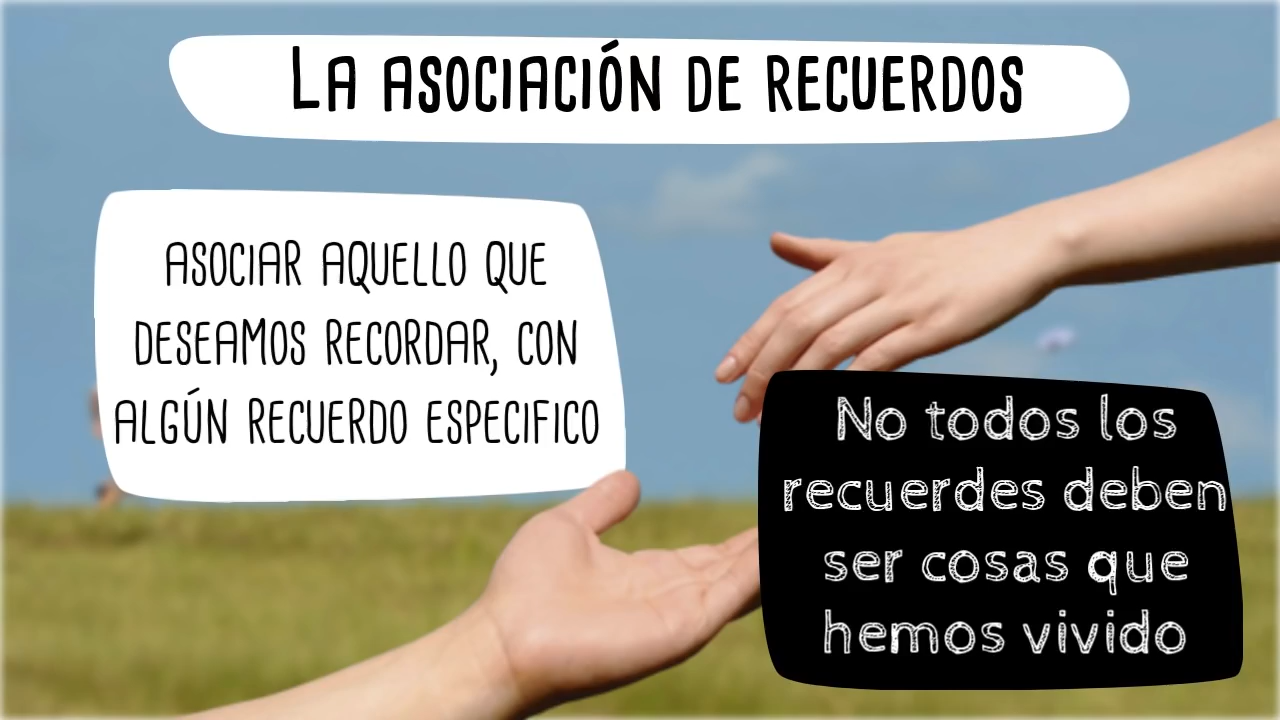 La asociación de recuerdos
asociar aquello que
deseamos recordar, con
algún recuerdo especifico
No todos los
recuerdes deben
ser cosas que
hemos vivido